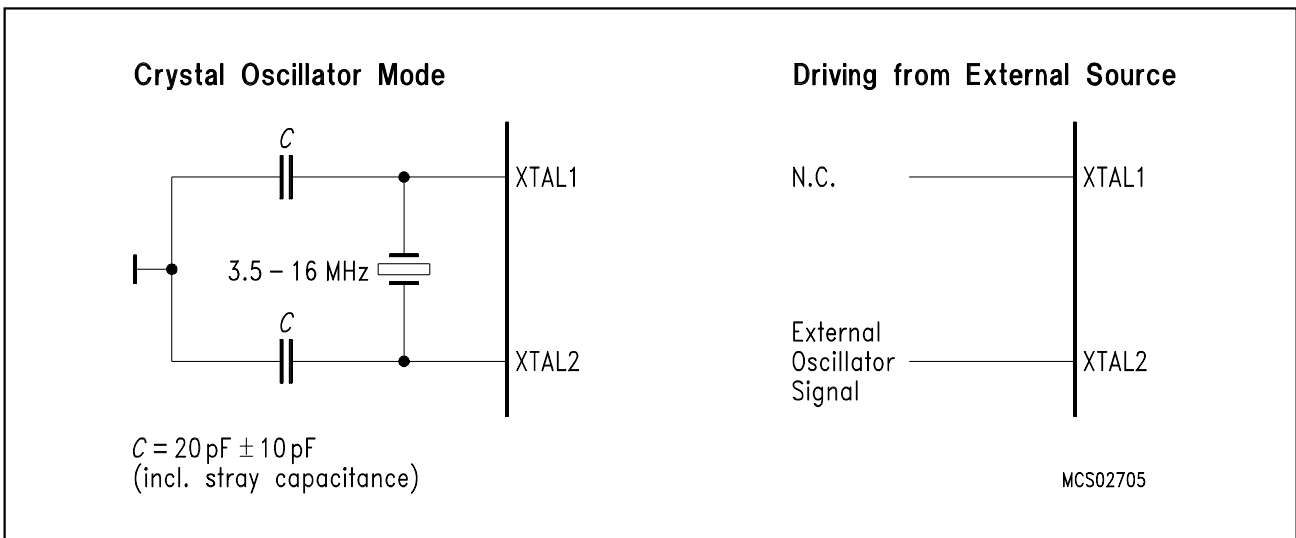 Crystal Oscillator Mode
C
XTAL1
3.5 – 16 MHz
C
XTAL2
C = 20 pF ± 10 pF
(incl. stray capacitance)
Driving from External Source
N.C.
XTAL1
External
Oscillator
Signal
XTAL2
MCS02705